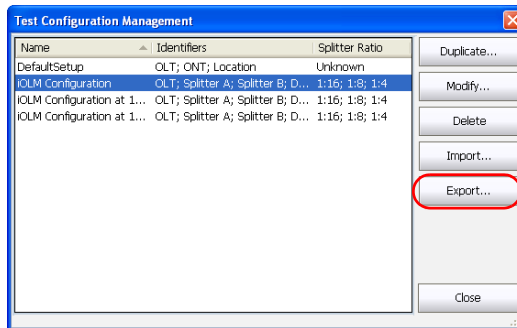 Test Configuration Management
Name Identifiers Splitter Ratio
DefaultSetup OLT; ONT; Location Unknown
iOLM Configuration OLT; Splitter A; Splitter B; D... 1:16; 1:8; 1:4
iOLM Configuration at 1... OLT; Splitter A; Splitter B; D... 1:16; 1:8; 1:4
iOLM Configuration at 1... OLT; Splitter A; Splitter B; D... 1:16; 1:8; 1:4
Duplicate...
Modify...
Delete
Import...
Export...
Close